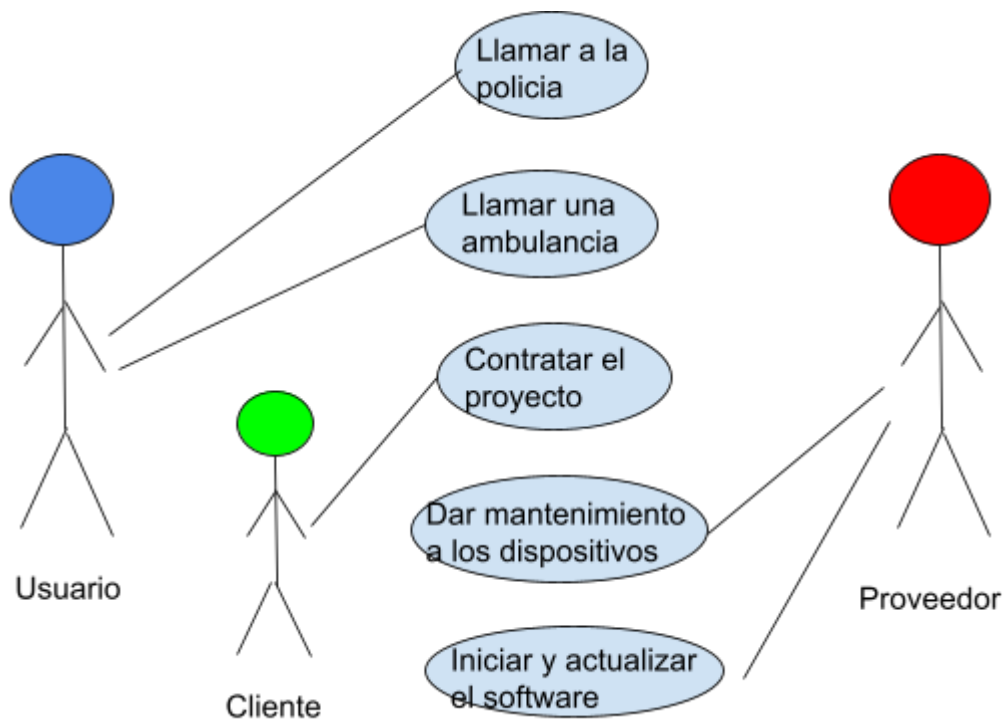 Llamar a la
policia
Llamar una
ambulancia
Contratar el
proyecto
Dar mantenimiento
a los dispositivos
Usuario
Proveedor
Iniciar y actualizar
el software
Cliente